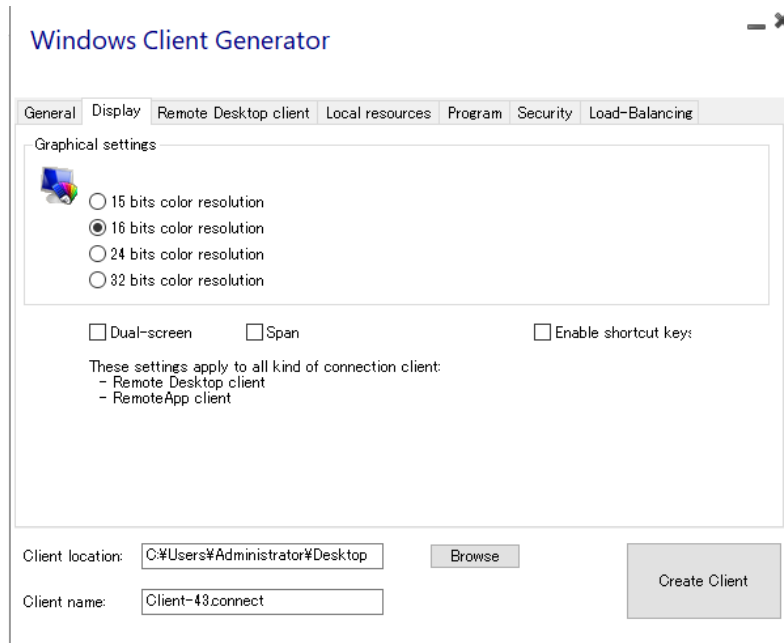 Windows Client Generator
General Display Remote Desktop client Local resources Program Security Load-Balancing
Graphical settings
15 bits color resolution
16 bits color resolution
24 bits color resolution
32 bits color resolution
Dual-screen Span Enable shortcut keys
These settings apply to all kind of connection client:
- Remote Desktop client
- RemoteApp client
Client location: C:¥Users¥Administrator¥Desktop Browse
Create Client
Client name: Client-43.connect